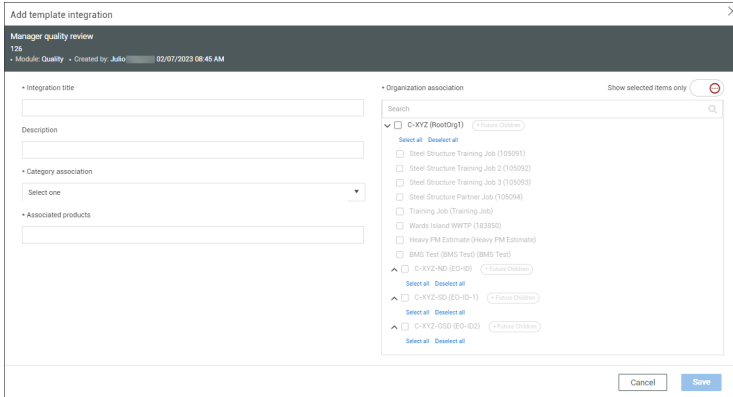 Add template integration
Manager quality review
126
• Module: Quality • Created by: Julio 02/07/2023 08:45 AM
• Integration title
Description
• Category association
Select one
• Associated products
• Organization association
Show selected items only
Search
C-XYZ (RootOrg1) + Future Children
Select all Deselect all
Steel Structure Training Job (105091)
Steel Structure Training Job 2 (105092)
Steel Structure Training Job 3 (105093)
Steel Structure Partner Job (105094)
Training Job (Training Job)
Wards Island WWTP (183850)
Heavy PM Estimate (Heavy PM Estimate)
BMS Test (BMS Test) (BMS Test)
C-XYZ-ND (EO-ID) + Future Children
Select all Deselect all
C-XYZ-SD (EO-ID-1) + Future Children
Select all Deselect all
C-XYZ-OSD (EO-ID2) + Future Children
Select all Deselect all
Cancel
Save